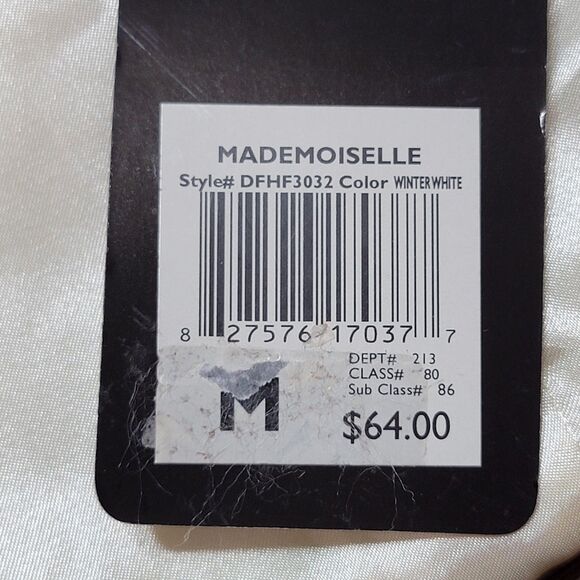 MADEMOISELLE
Style# DFHF3032 Color WINTER WHITE
8 27576 17037 7
DEPT# 213
CLASS# 80
Sub Class# 86
M
$64.00